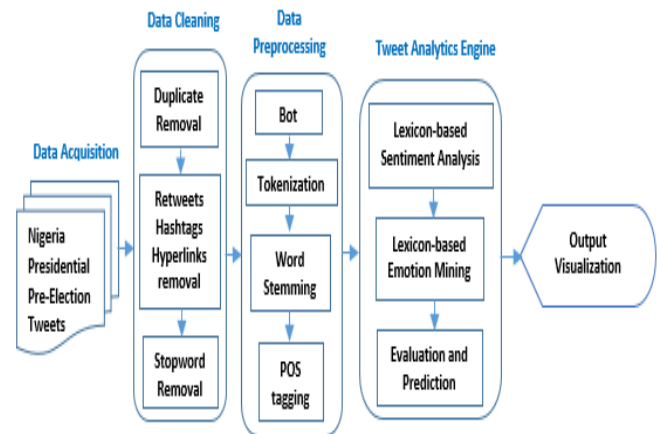 Data Acquisition
Nigeria
Presidential
Pre-Election
Tweets
Data Cleaning
Duplicate
Removal
Retweets
Hashtags
Hyperlinks
removal
Stopword
Removal
Data
Preprocessing
Bot
Tokenization
Word
Stemming
POS
tagging
Tweet Analytics Engine
Lexicon-based
Sentiment Analysis
Lexicon-based
Emotion Mining
Evaluation and
Prediction
Output
Visualization